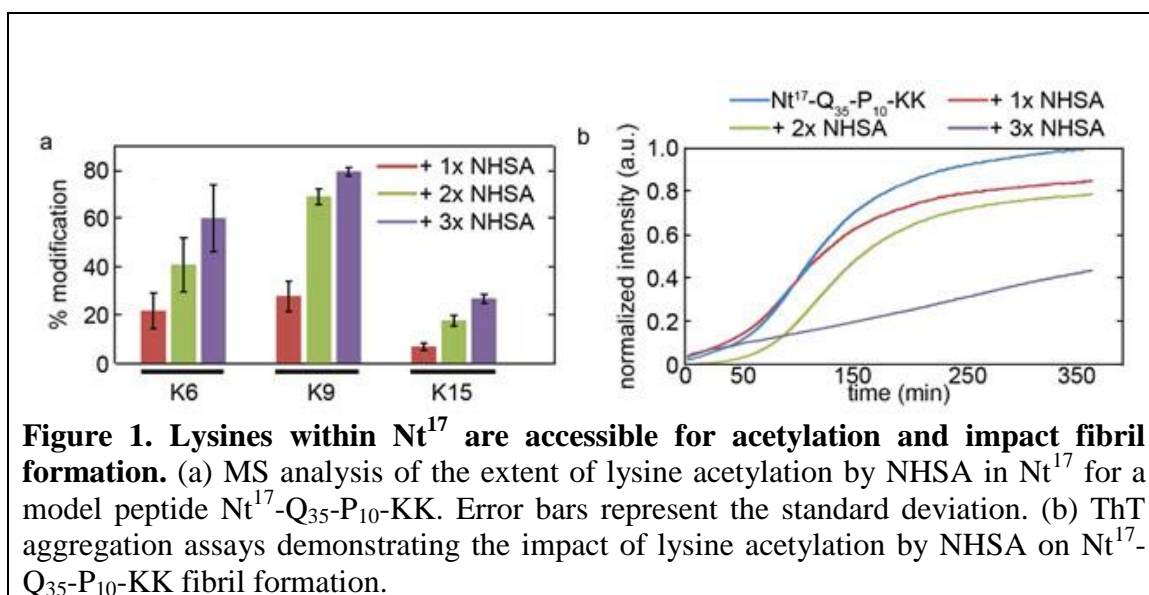 a
+ 1x NHSA
+ 2x NHSA
+ 3x NHSA
% modification
80
60
40
20
0
K6
K9
K15
b
Nt¹⁷-Q₃₅-P₁₀-KK
+ 1x NHSA
+ 2x NHSA
+ 3x NHSA
normalized intensity (a.u.)
1.0
0.8
0.6
0.4
0.2
0
0 50 150 250 350
time (min)
Figure 1. Lysines within Nt¹⁷ are accessible for acetylation and impact fibril
formation. (a) MS analysis of the extent of lysine acetylation by NHSA in Nt¹⁷ for a
model peptide Nt¹⁷-Q₃₅-P₁₀-KK. Error bars represent the standard deviation. (b) ThT
aggregation assays demonstrating the impact of lysine acetylation by NHSA on Nt¹⁷-
Q₃₅-P₁₀-KK fibril formation.